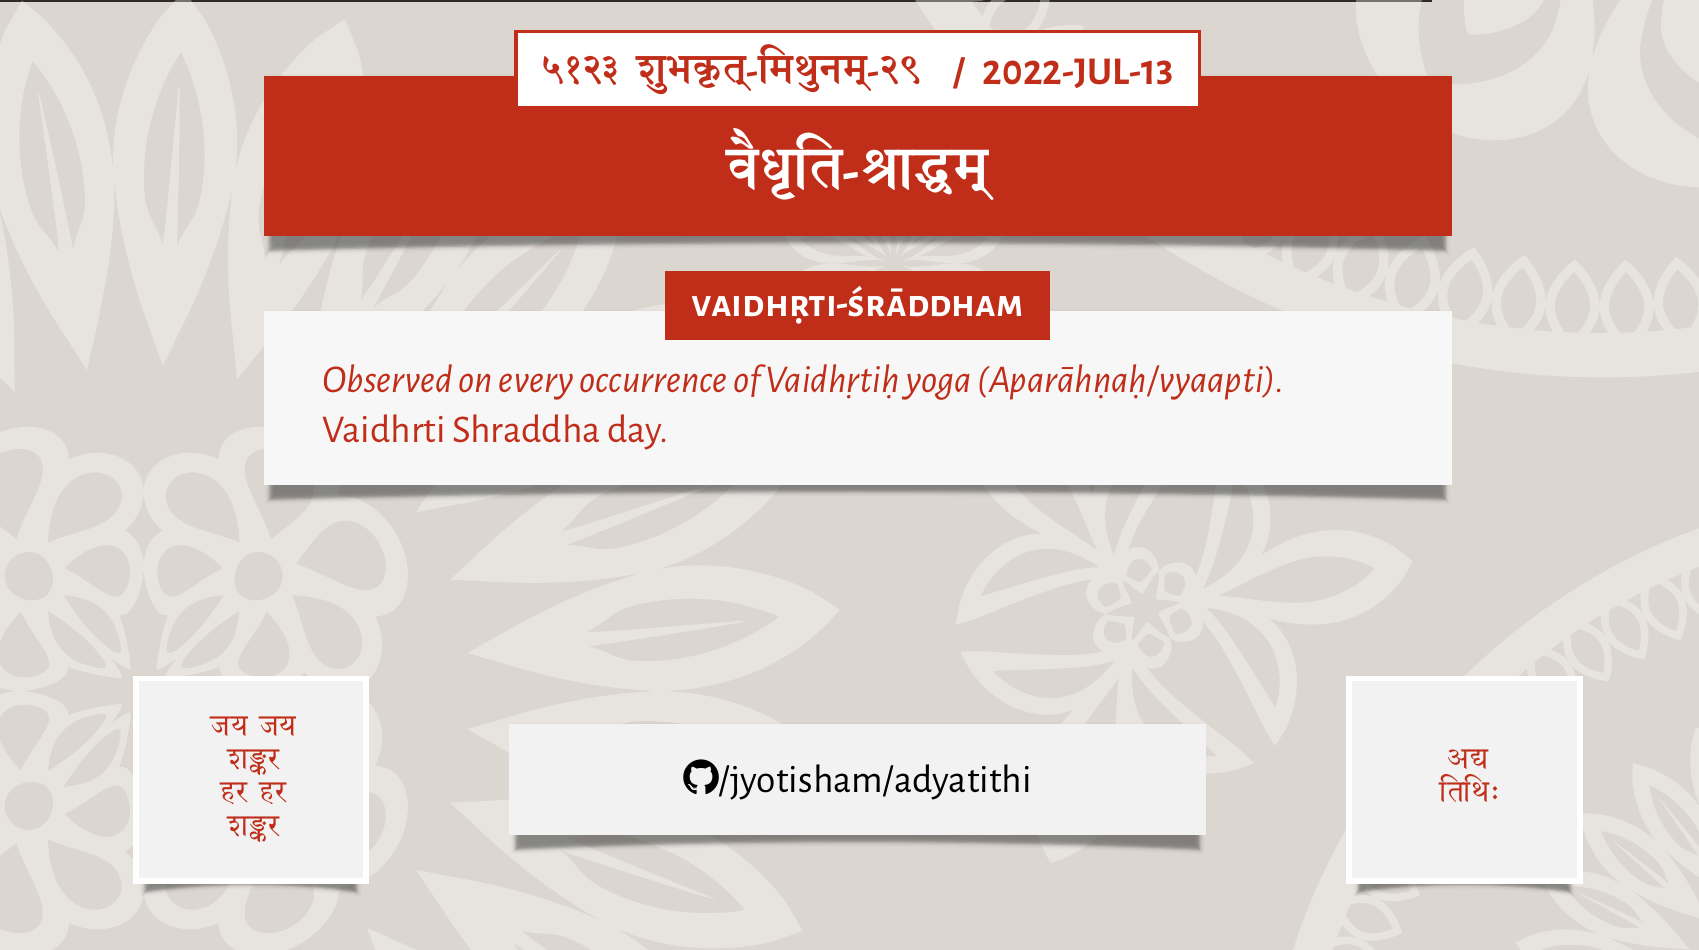 ५१२३ शुभकृत्-मिथुनम्-२९ / 2022-JUL-13
वैधृति-श्राद्धम्
VAIDHṚTI-ŚRĀDDHAM
Observed on every occurrence of Vaidhṛtiḥ yoga (Aparāhṇaḥ/vyaapti).
Vaidhrti Shraddha day.
जय जय
शङ्कर
हर हर
शङ्कर
/jyotisham/adyatithi
अद्य
तिथिः